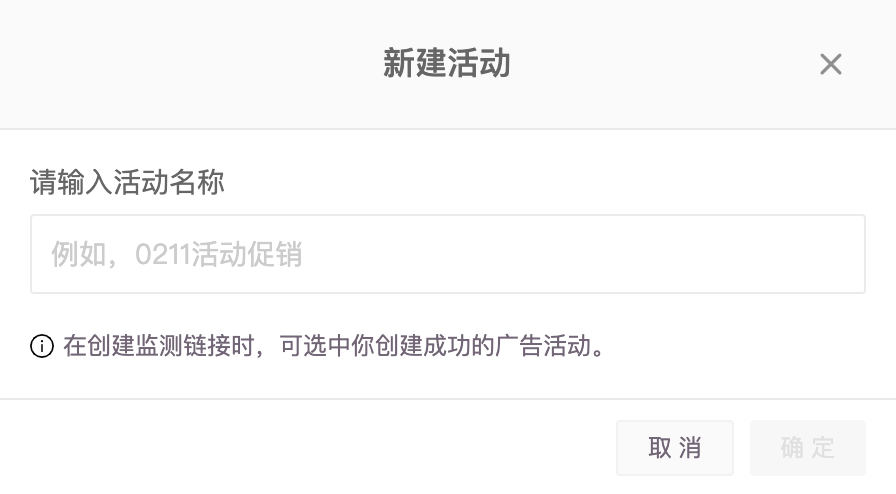 新建活动
请输入活动名称
例如，0211活动促销
在创建监测链接时，可选中你创建成功的广告活动。
取 消
确 定